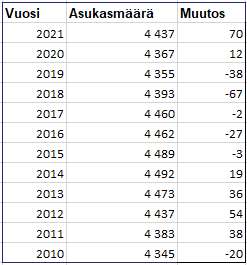 Vuosi Asukasmäärä Muutos
2021 4 437 70
2020 4 367 12
2019 4 355 -38
2018 4 393 -67
2017 4 460 -2
2016 4 462 -27
2015 4 489 -3
2014 4 492 19
2013 4 473 36
2012 4 437 54
2011 4 383 38
2010 4 345 -20